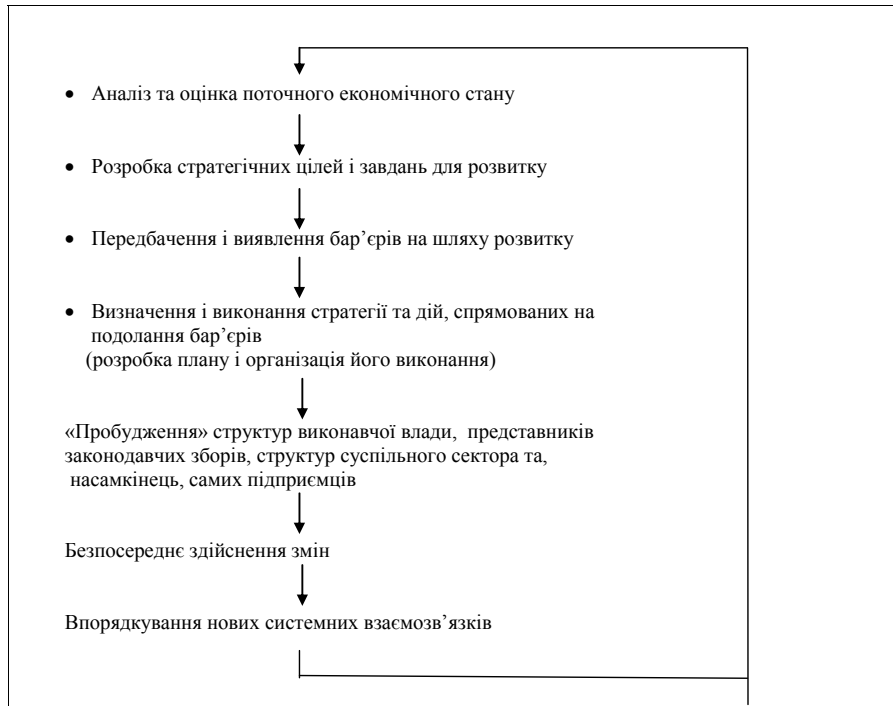 • Аналіз та оцінка поточного економічного стану
• Розробка стратегічних цілей і завдань для розвитку
• Передбачення і виявлення бар’єрів на шляху розвитку
• Визначення і виконання стратегії та дій, спрямованих на
подолання бар’єрів
(розробка плану і організація його виконання)
«Пробудження» структур виконавчої влади, представників
законодавчих зборів, структур суспільного сектора та,
насамкінець, самих підприємців
Безпосереднє здійснення змін
Впорядкування нових системних взаємозв’язків